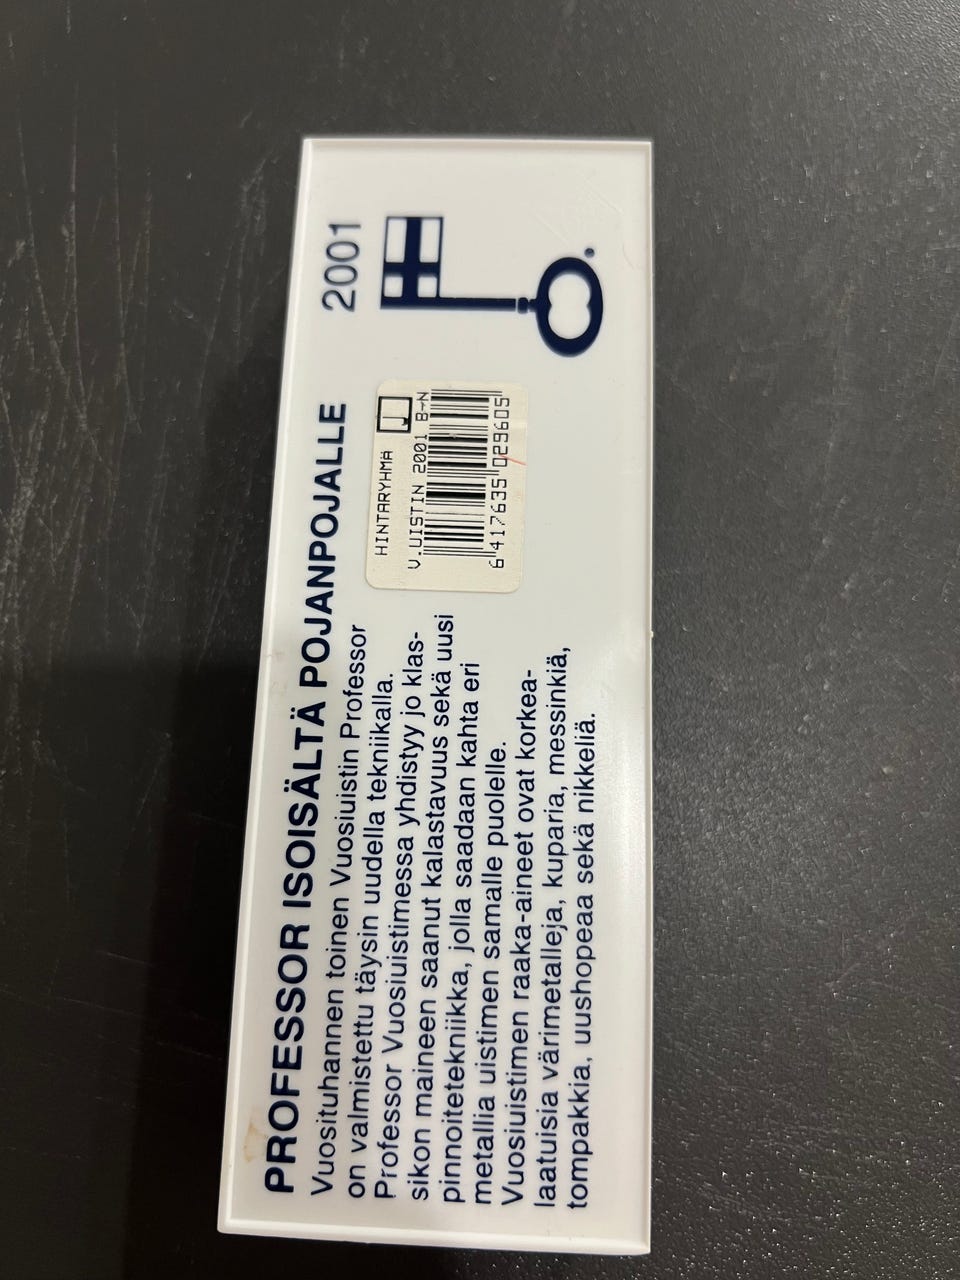 PROFESSOR ISOISÄLTÄ POJANPOJALLE 2001
Vuosituhannen toinen Vuosiuistin Professor
on valmistettu täysin uudella tekniikalla.
Professor Vuosiuistimessa yhdistyy jo klas-
sikon maineen saanut kalastavuus sekä uusi
pinnoitetekniikka, jolla saadaan kahta eri
metallia uistimen samalle puolelle.
Vuosiuistimen raaka-aineet ovat korkea-
laatuisia värimetalleja, kuparia, messinkiä,
tompakkia, uushopeaa sekä nikkeliä.
HINTARYHMÄ J
V.UISTIN 2001 B-N
6 417635 029605